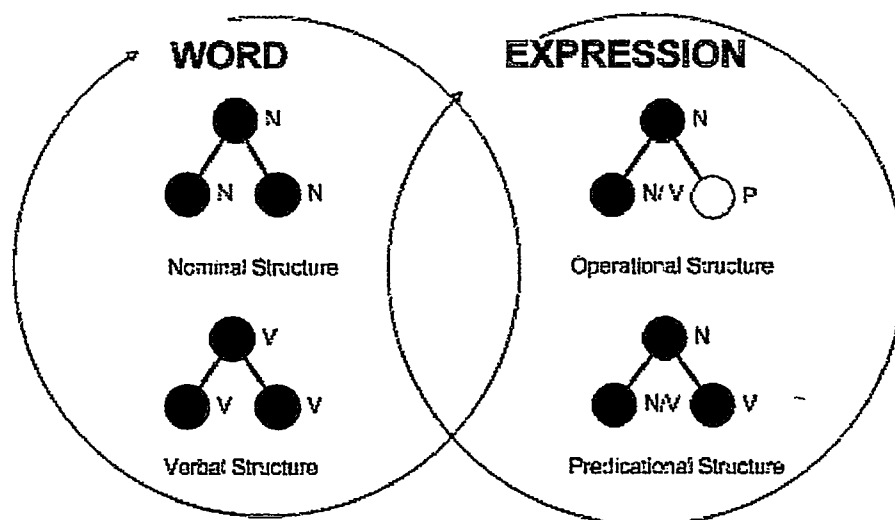 WORD
N
N
N
Nominal Structure
V
V
V
Verbal Structure
EXPRESSION
N
N/V
P
Operational Structure
N
N/V
V
Predicational Structure